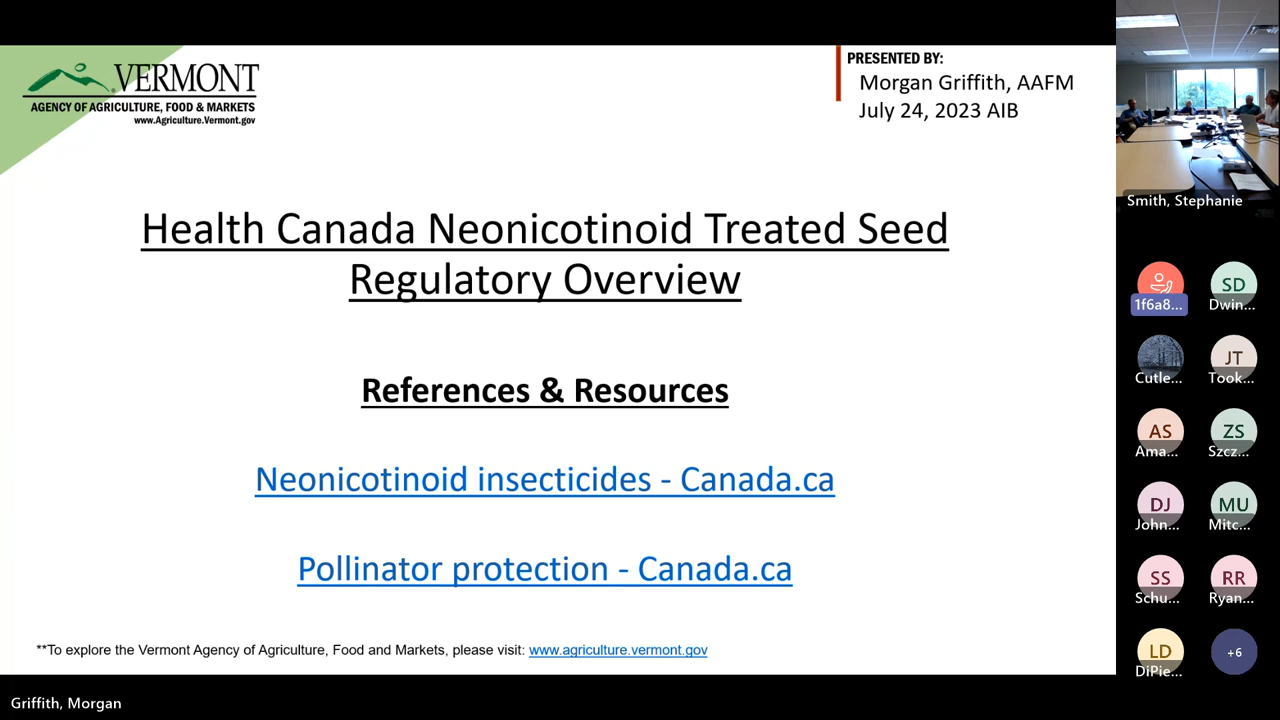 VERMONT
AGENCY OF AGRICULTURE, FOOD & MARKETS
www.Agriculture.Vermont.gov
PRESENTED BY:
Morgan Griffith, AAFM
July 24, 2023 AIB
Health Canada Neonicotinoid Treated Seed
Regulatory Overview
References & Resources
Neonicotinoid insecticides - Canada.ca
Pollinator protection - Canada.ca
**To explore the Vermont Agency of Agriculture, Food and Markets, please visit: www.agriculture.vermont.gov
Griffith, Morgan
Smith, Stephanie
1f6a8...
SD
Dwin...
Cutle...
JT
Took...
AS
Ama...
ZS
Szcz...
DJ
John...
MU
Mitc...
SS
Schu...
RR
Ryan...
LD
DiPie...
+6